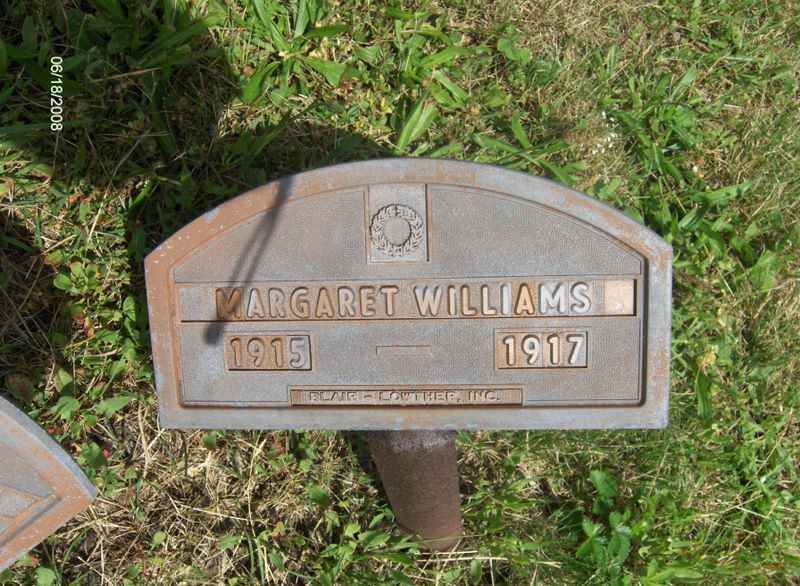 06/18/2008
MARGARET WILLIAMS
1915 — 1917
BLAIR - LOWTHER, INC.